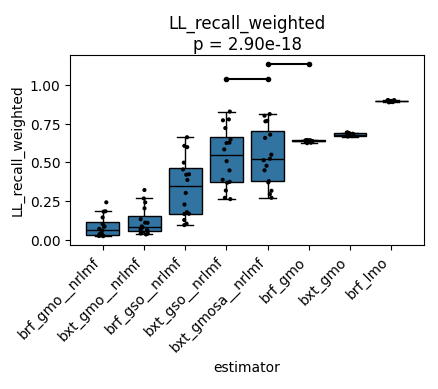 LL_recall_weighted
p = 2.90e-18
LL_recall_weighted
1.00
0.75
0.50
0.25
0.00
brf_gmo__nrlmf
bxt_gmo__nrlmf
brf_gso__nrlmf
bxt_gso__nrlmf
bxt_gmosa__nrlmf
brf_gmo
bxt_gmo
brf_lmo
estimator